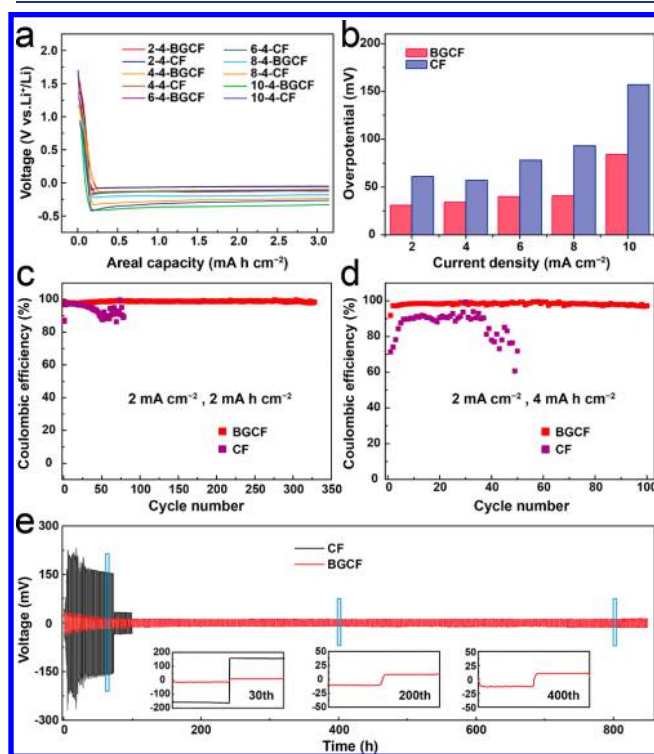 a
2-4-BGCF 6-4-CF
2-4-CF 8-4-BGCF
4-4-BGCF 8-4-CF
4-4-CF 10-4-BGCF
6-4-BGCF 10-4-CF
Voltage (V vs.Li⁺/Li)
2.0
1.5
1.0
0.5
0.0
-0.5
0.0 0.5 1.0 1.5 2.0 2.5 3.0
Areal capacity (mA h cm⁻²)
b
BGCF
CF
Overpotential (mV)
200
150
100
50
0
2 4 6 8 10
Current density (mA cm⁻²)
c
Coulombic efficiency (%)
100
80
60
40
20
0
2 mA cm⁻² , 2 mA h cm⁻²
BGCF
CF
0 50 100 150 200 250 300 350
Cycle number
d
Coulombic efficiency (%)
100
80
60
40
20
0
2 mA cm⁻² , 4 mA h cm⁻²
BGCF
CF
0 20 40 60 80 100
Cycle number
e
Voltage (mV)
300
150
0
-150
-300
CF
BGCF
200
100
0
-100
-200
30th
50
25
0
-25
-50
200th
50
25
0
-25
-50
400th
0 200 400 600 800
Time (h)